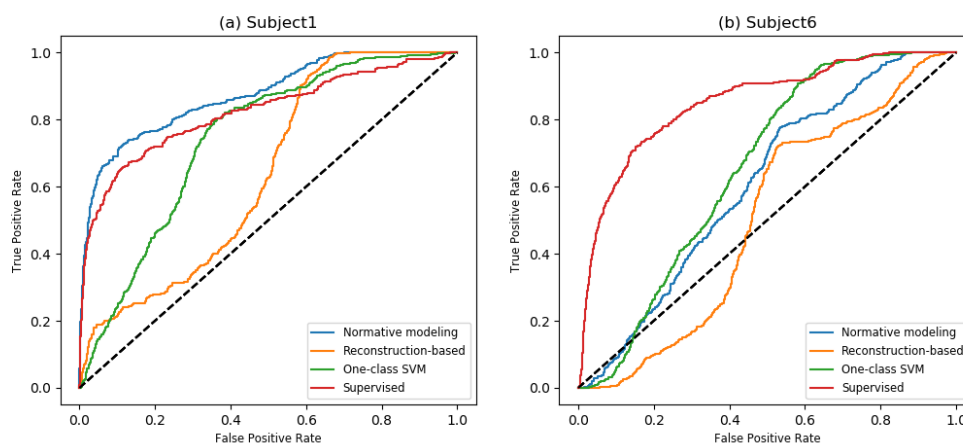 (a) Subject1
1.0
0.8
0.6
0.4
0.2
0.0
True Positive Rate
0.0 0.2 0.4 0.6 0.8 1.0
False Positive Rate
Normative modeling
Reconstruction-based
One-class SVM
Supervised
(b) Subject6
1.0
0.8
0.6
0.4
0.2
0.0
True Positive Rate
0.0 0.2 0.4 0.6 0.8 1.0
False Positive Rate
Normative modeling
Reconstruction-based
One-class SVM
Supervised